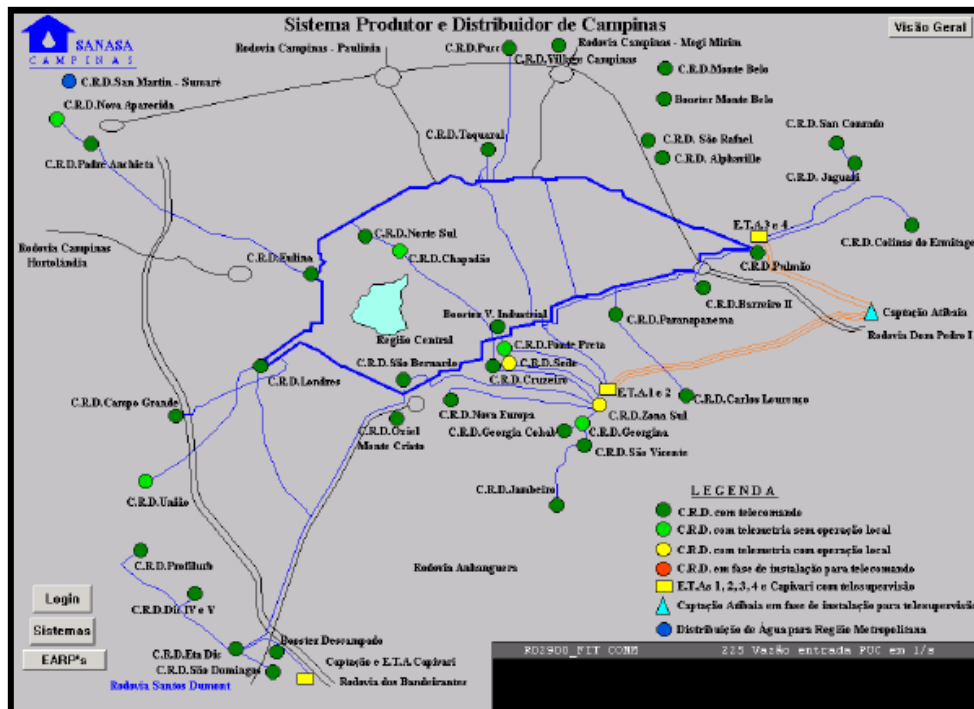 Sistema Produtor e Distribuidor de Campinas
Visão Geral
SANASA
CAMPINAS
Rodovia Campinas - Paulínia
C.R.D.Pucc
Rodovia Campinas - Mogi Mirim
C.R.D.Village Campinas
C.R.D.San Martin - Sumaré
C.R.D.Monte Belo
C.R.D.Nova Aparecida
Booster Monte Belo
C.R.D.San Conrado
C.R.D.Taquaral
C.R.D. São Rafael
C.R.D. Alphaville
C.R.D.Padre Anchieta
C.R.D. Jaguari
E.T.A.3 e 4
C.R.D.Norte Sul
C.R.D.Colinas do Ermitage
Rodovia Campinas
Hortolândia
C.R.D.Chapadão
C.R.D.Eulina
C.R.D.Pulmão
C.R.D.Barreiro II
Booster V. Industrial
C.R.D.Paranapanema
Captação Atibaia
Rodovia Dom Pedro I
Região Central
C.R.D.Ponte Preta
C.R.D.São Bernardo
C.R.D.Sede
C.R.D.Londres
C.R.D.Cruzeiro
E.T.A.1 e 2
C.R.D.Carlos Lourenço
C.R.D.Campo Grande
C.R.D.Nova Europa
C.R.D.Zona Sul
C.R.D.Oziel
Monte Cristo
C.R.D.Georgia Cohab
C.R.D.Georgina
C.R.D.São Vicente
C.R.D.União
C.R.D.Jambeiro
LEGENDA
C.R.D. com telecomando
C.R.D. com telemetria sem operação local
C.R.D. com telemetria com operação local
C.R.D. em fase de instalação para telecomando
E.T.As 1, 2, 3, 4 e Capivari com telesupervisão
Captação Atibaia em fase de instalação para telesupervisão
Distribuição de Água para Região Metropolitana
C.R.D.Profilurb
Rodovia Anhanguera
Login
C.R.D.Dic IV e V
Sistemas
EARP's
C.R.D.Eta Dic
Booster Descampado
C.R.D.São Domingos
Captação e E.T.A Capivari
Rodovia Santos Dumont
Rodovia dos Bandeirantes
RO2900_FIT COMM
225 Vazão entrada PUC em l/s